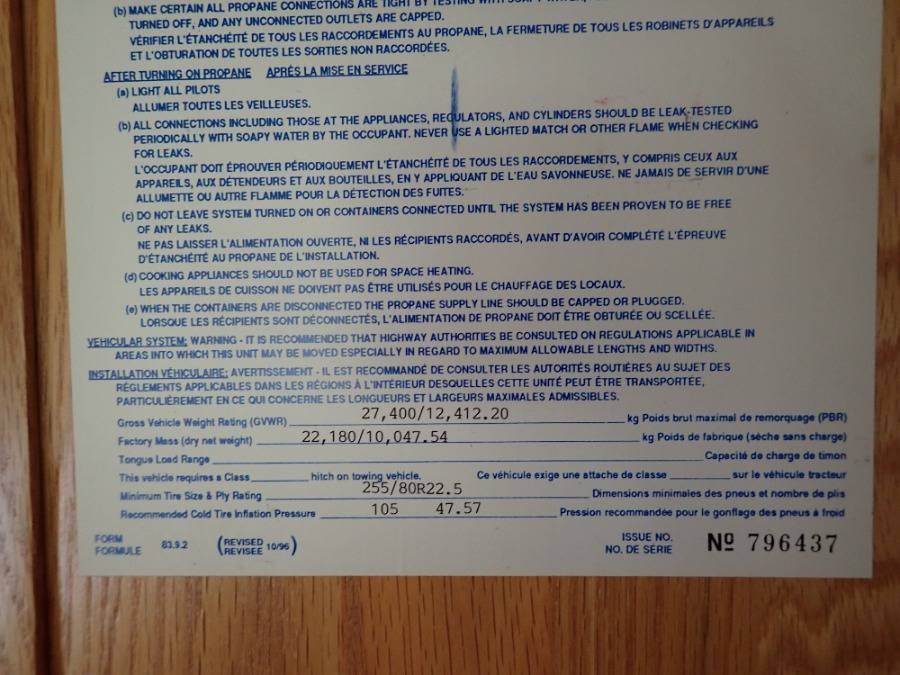 (b) MAKE CERTAIN ALL PROPANE CONNECTIONS ARE TIGHT BY TESTING WITH SOAPY WATER,
TURNED OFF, AND ANY UNCONNECTED OUTLETS ARE CAPPED.
VÉRIFIER L'ÉTANCHÉITÉ DE TOUS LES RACCORDEMENTS AU PROPANE, LA FERMETURE DE TOUS LES ROBINETS D'APPAREILS
ET L'OBTURATION DE TOUTES LES SORTIES NON RACCORDÉES.
AFTER TURNING ON PROPANE APRÈS LA MISE EN SERVICE
(a) LIGHT ALL PILOTS
ALLUMER TOUTES LES VEILLEUSES.
(b) ALL CONNECTIONS INCLUDING THOSE AT THE APPLIANCES, REGULATORS, AND CYLINDERS SHOULD BE LEAK-TESTED
PERIODICALLY WITH SOAPY WATER BY THE OCCUPANT. NEVER USE A LIGHTED MATCH OR OTHER FLAME WHEN CHECKING
FOR LEAKS.
L'OCCUPANT DOIT ÉPROUVER PÉRIODIQUEMENT L'ÉTANCHÉITÉ DE TOUS LES RACCORDEMENTS, Y COMPRIS CEUX AUX
APPAREILS, AUX DÉTENDEURS ET AUX BOUTEILLES, EN Y APPLIQUANT DE L'EAU SAVONNEUSE. NE JAMAIS DE SERVIR D'UNE
ALLUMETTE OU AUTRE FLAMME POUR LA DÉTECTION DES FUITES.
(c) DO NOT LEAVE SYSTEM TURNED ON OR CONTAINERS CONNECTED UNTIL THE SYSTEM HAS BEEN PROVEN TO BE FREE
OF ANY LEAKS.
NE PAS LAISSER L'ALIMENTATION OUVERTE, NI LES RÉCIPIENTS RACCORDÉS, AVANT D'AVOIR COMPLÉTÉ L'ÉPREUVE
D'ÉTANCHÉITÉ AU PROPANE DE L'INSTALLATION.
(d) COOKING APPLIANCES SHOULD NOT BE USED FOR SPACE HEATING.
LES APPAREILS DE CUISSON NE DOIVENT PAS ÊTRE UTILISÉS POUR LE CHAUFFAGE DES LOCAUX.
(e) WHEN THE CONTAINERS ARE DISCONNECTED THE PROPANE SUPPLY LINE SHOULD BE CAPPED OR PLUGGED.
LORSQUE LES RÉCIPIENTS SONT DÉCONNECTÉS, L'ALIMENTATION DE PROPANE DOIT ÊTRE OBTURÉE OU SCELLÉE.
VEHICULAR SYSTEM: WARNING - IT IS RECOMMENDED THAT HIGHWAY AUTHORITIES BE CONSULTED ON REGULATIONS APPLICABLE IN
AREAS INTO WHICH THIS UNIT MAY BE MOVED ESPECIALLY IN REGARD TO MAXIMUM ALLOWABLE LENGTHS AND WIDTHS.
INSTALLATION VÉHICULAIRE: AVERTISSEMENT - IL EST RECOMMANDÉ DE CONSULTER LES AUTORITÉS ROUTIÈRES AU SUJET DES
RÉGLEMENTS APPLICABLES DANS LES RÉGIONS À L'INTÉRIEUR DESQUELLES CETTE UNITÉ PEUT ÊTRE TRANSPORTÉE,
PARTICULIÈREMENT EN CE QUI CONCERNE LES LONGUEURS ET LARGEURS MAXIMALES ADMISSIBLES.
Gross Vehicle Weight Rating (GVWR) 27,400/12,412.20 kg Poids brut maximal de remorquage (PBR)
Factory Mass (dry net weight) 22,180/10,047.54 kg Poids de fabrique (sèche sans charge)
Tongue Load Range Capacité de charge de timon
This vehicle requires a Class hitch on towing vehicle. Ce véhicule exige une attache de classe sur le véhicule tracteur
Minimum Tire Size & Ply Rating 255/80R22.5 Dimensions minimales des pneus et nombre de plis
Recommended Cold Tire Inflation Pressure 105 47.57 Pression recommandée pour le gonflage des pneus à froid
FORM
FORMULE 83.9.2 (REVISED
REVISEE 10/96)
ISSUE NO.
NO. DE SÉRIE Nº 796437